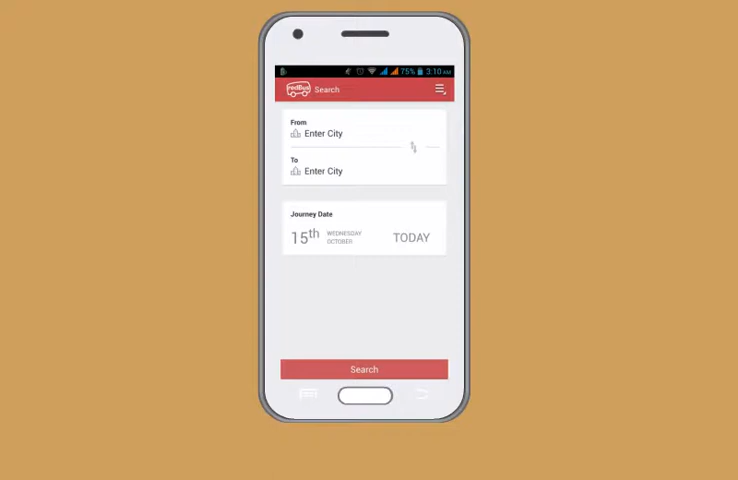 75% 3:10 AM
redBus Search
From
Enter City
To
Enter City
Journey Date
15th WEDNESDAY OCTOBER TODAY
Search